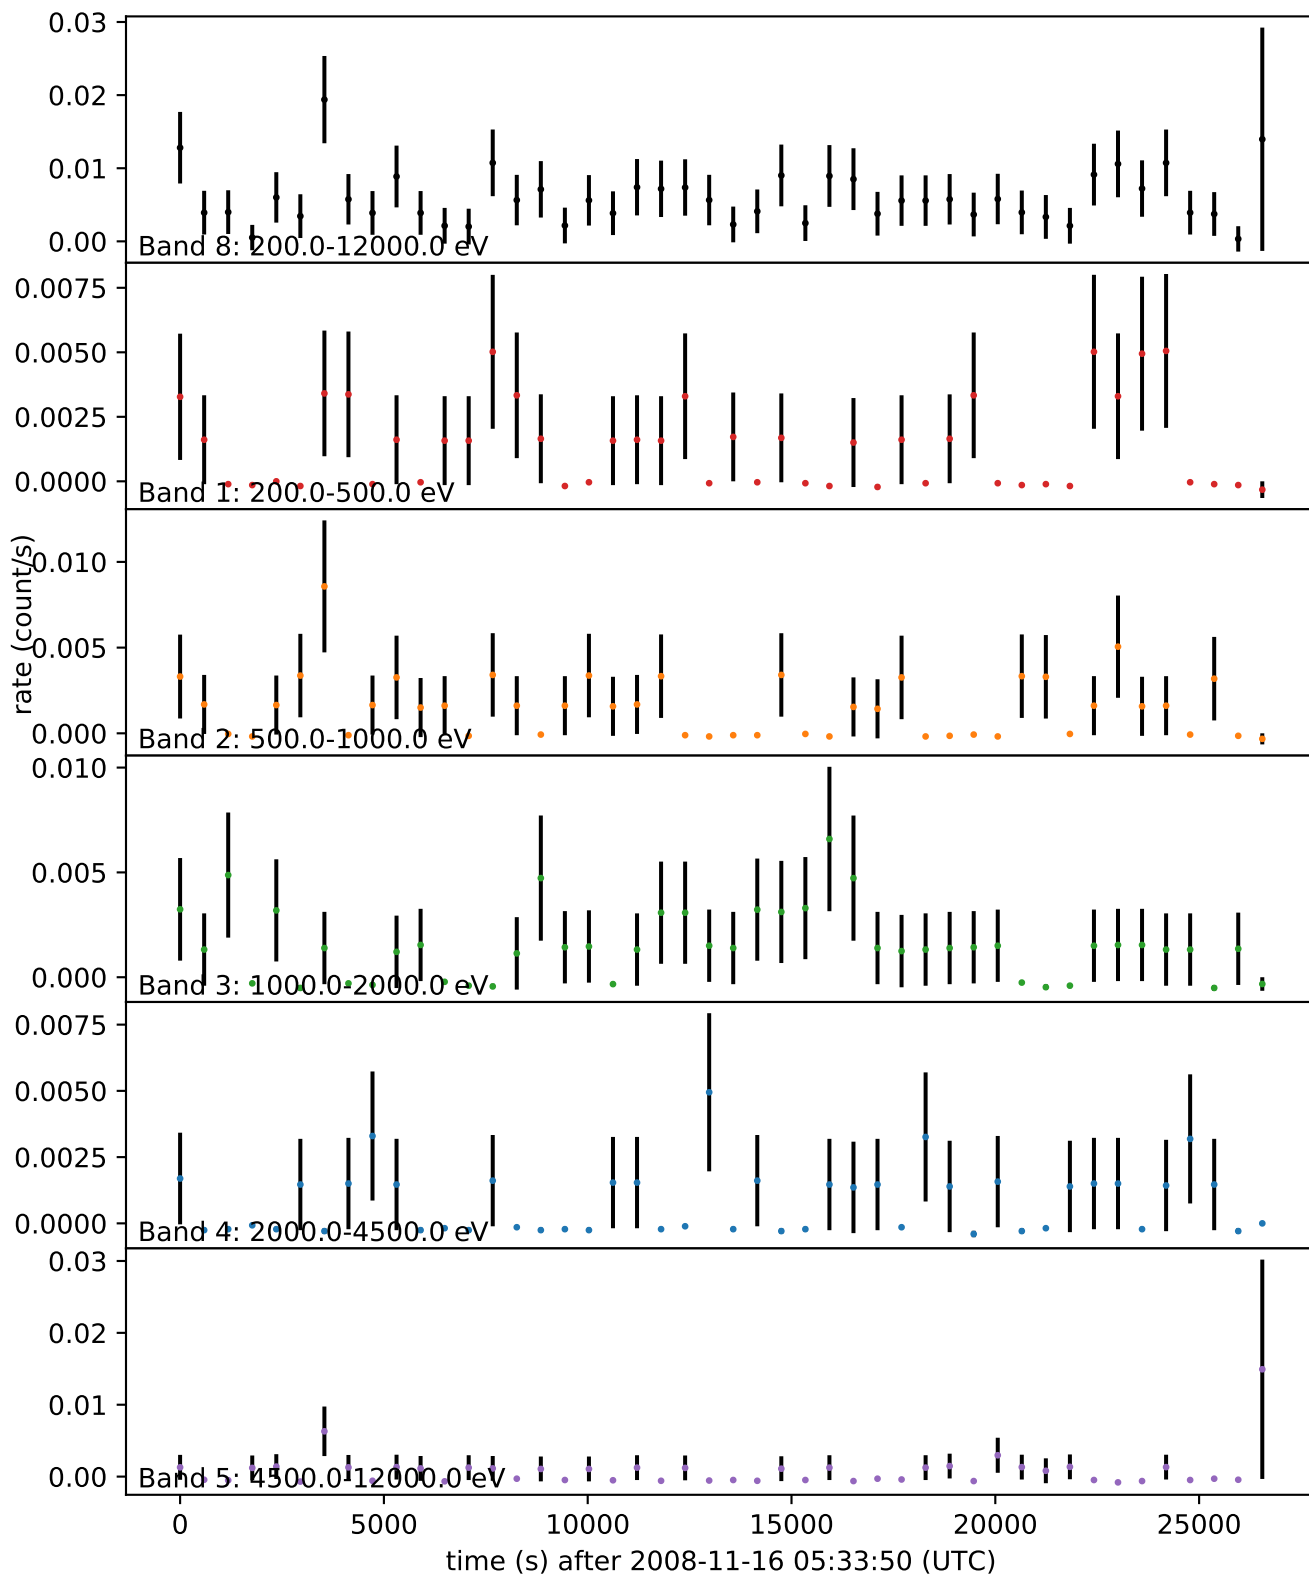 0.03
0.02
0.01
0.00
Band 8: 200.0-12000.0 eV
0.0075
0.0050
0.0025
0.0000
Band 1: 200.0-500.0 eV
rate (count/s)
0.010
0.005
0.000
Band 2: 500.0-1000.0 eV
0.010
0.005
0.000
Band 3: 1000.0-2000.0 eV
0.0075
0.0050
0.0025
0.0000
Band 4: 2000.0-4500.0 eV
0.03
0.02
0.01
0.00
Band 5: 4500.0-12000.0 eV
0 5000 10000 15000 20000 25000
time (s) after 2008-11-16 05:33:50 (UTC)